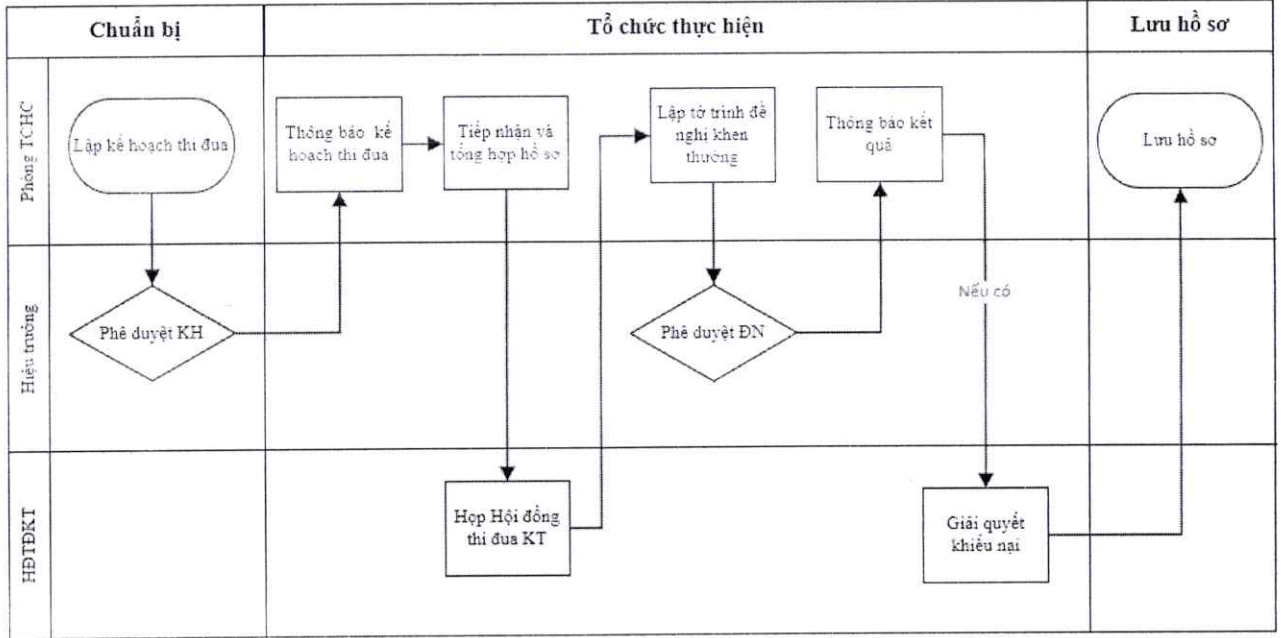 Chuẩn bị
Tổ chức thực hiện
Lưu hồ sơ
Phòng TCHC
Lập kế hoạch thi đua
Thông báo kế
hoạch thi đua
Tiếp nhận và
tổng hợp hồ sơ
Lập tờ trình đề
nghị khen
thưởng
Thông báo kết
quả
Lưu hồ sơ
Hiệu trưởng
Phê duyệt KH
Phê duyệt ĐN
Nếu có
HĐTĐKT
Họp Hội đồng
thi đua KT
Giải quyết
khiếu nại